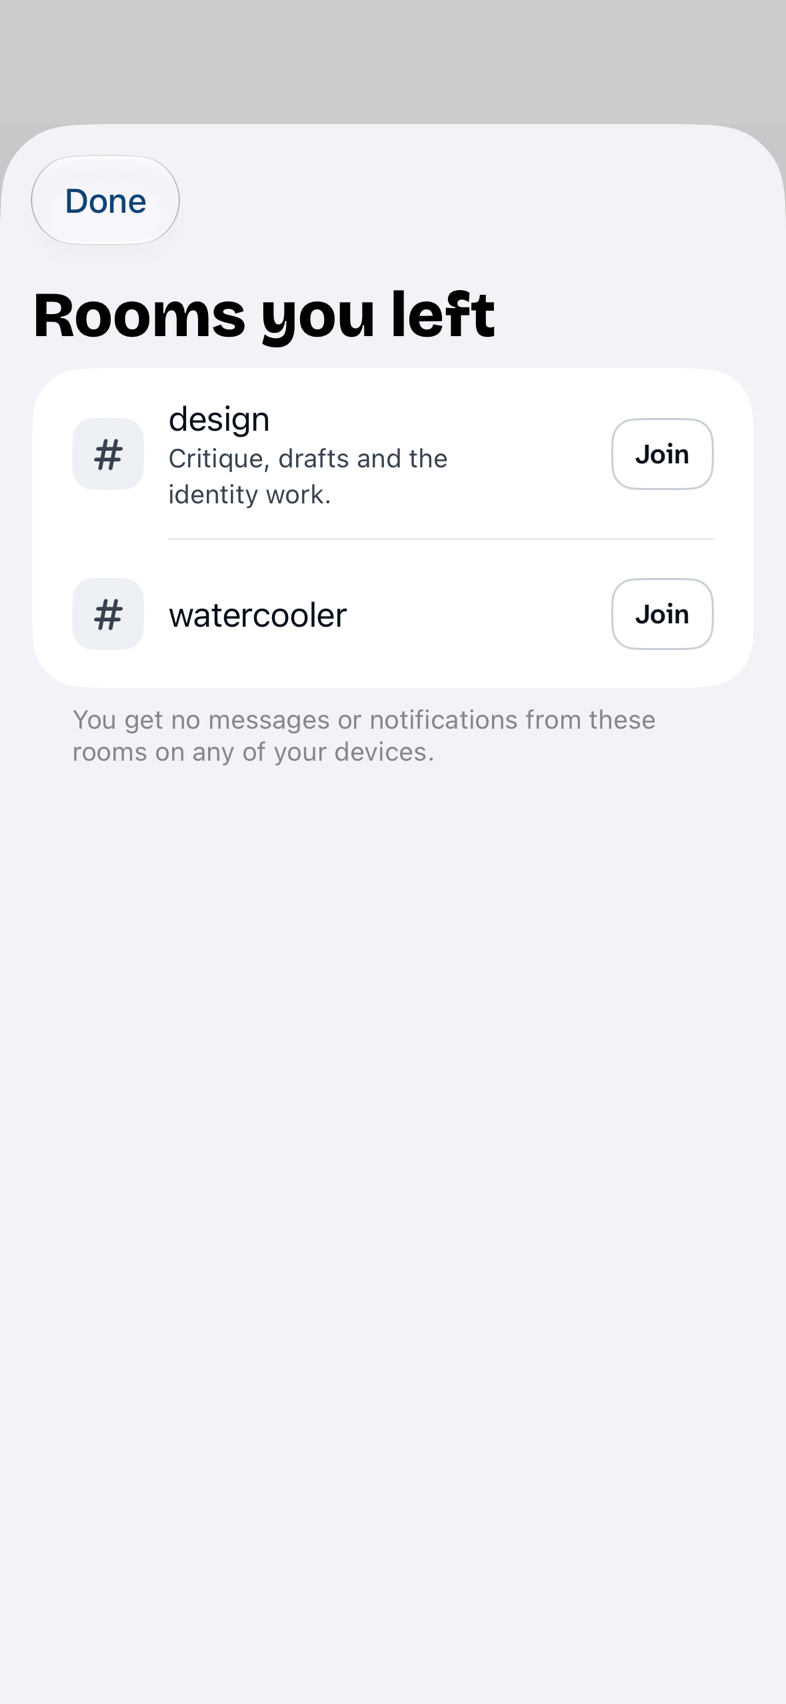 Done
Rooms you left
# design
Critique, drafts and the
identity work.
Join
# watercooler
Join
You get no messages or notifications from these
rooms on any of your devices.